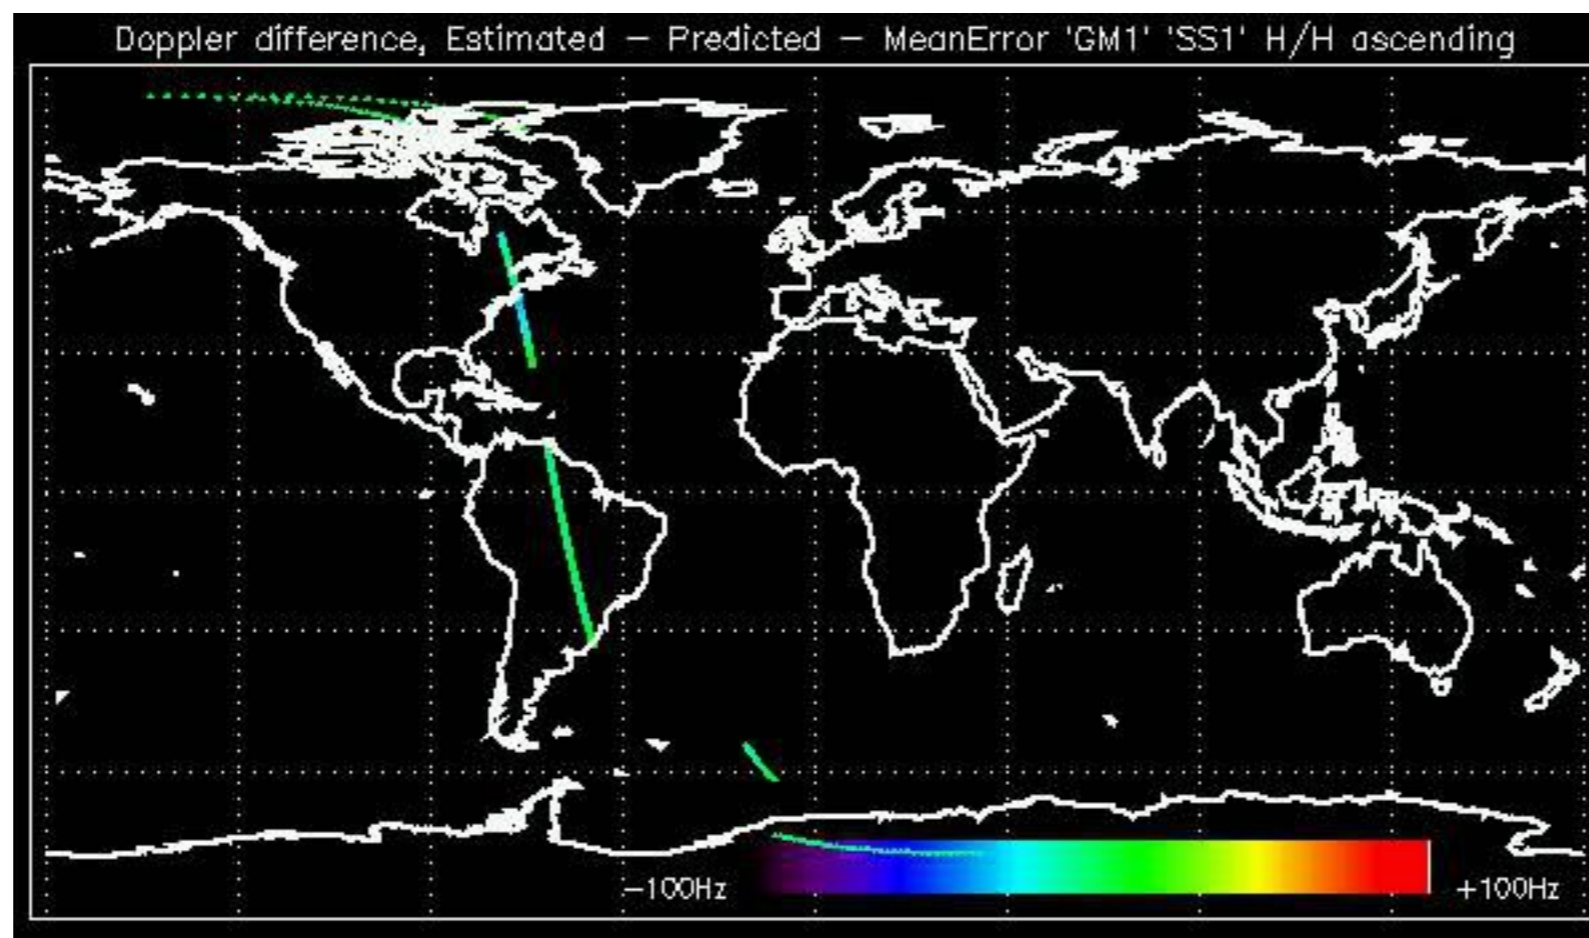 Doppler difference, Estimated — Predicted — MeanError 'GM1' 'SS1' H/H ascending
−100Hz
+100Hz